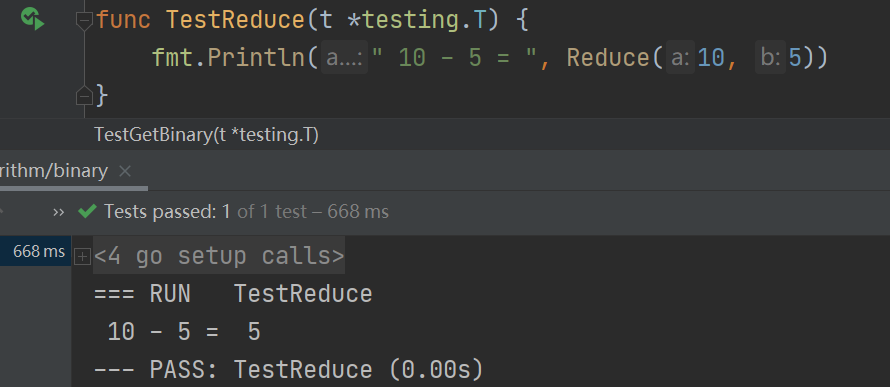 func TestReduce(t *testing.T) {
fmt.Println( a...: " 10 - 5 = ", Reduce( a: 10, b: 5))
}
TestGetBinary(t *testing.T)
rithm/binary ×
» Tests passed: 1 of 1 test – 668 ms
668 ms <4 go setup calls>
=== RUN   TestReduce
 10 - 5 =  5
--- PASS: TestReduce (0.00s)